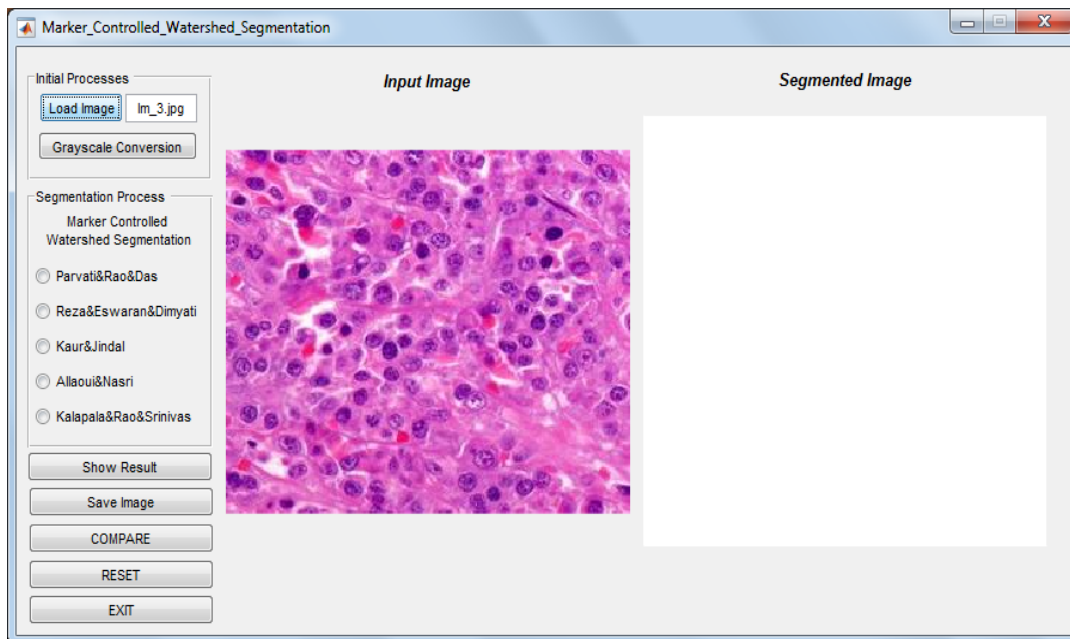 Marker_Controlled_Watershed_Segmentation
Initial Processes
Load Image
Im_3.jpg
Grayscale Conversion
Segmentation Process
Marker Controlled
Watershed Segmentation
Parvati&Rao&Das
Reza&Eswaran&Dimyati
Kaur&Jindal
Allaoui&Nasri
Kalapala&Rao&Srinivas
Show Result
Save Image
COMPARE
RESET
EXIT
Input Image
Segmented Image